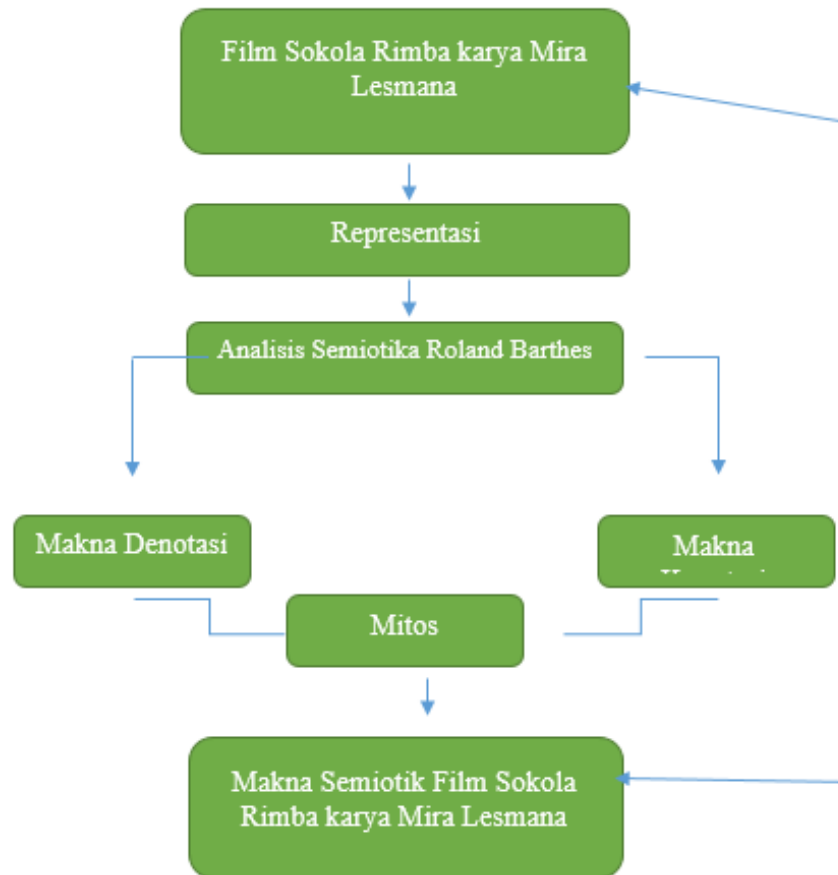 Film Sokola Rimba karya Mira
Lesmana
Representasi
Analisis Semiotika Roland Barthes
Makna Denotasi
Makna
Mitos
Makna Semiotik Film Sokola
Rimba karya Mira Lesmana